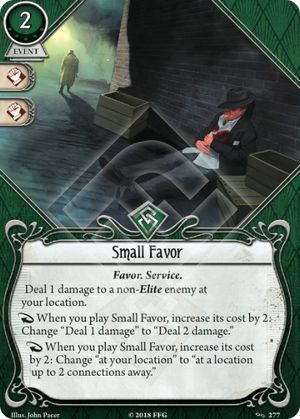 2
EVENT
Small Favor
Favor. Service.
Deal 1 damage to a non-Elite enemy at
your location.
When you play Small Favor, increase its cost by 2:
Change “Deal 1 damage” to “Deal 2 damage.”
When you play Small Favor, increase its cost
by 2: Change “at your location” to “at a location
up to 2 connections away.”
Illus. John Pacer © 2018 FFG 277